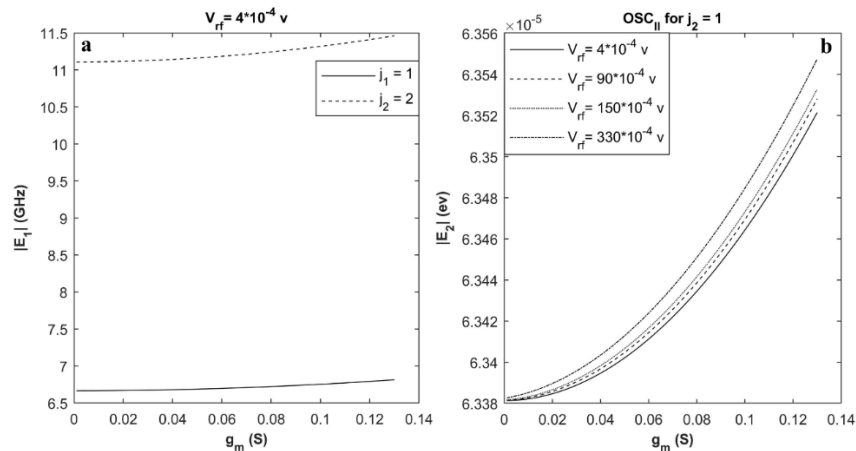 V_rf= 4*10^-4 v
a
11.5
11
10.5
10
9.5
9
8.5
8
7.5
7
6.5
|E_1| (GHz)
j_1 = 1
j_2 = 2
0 0.02 0.04 0.06 0.08 0.1 0.12 0.14
g_m (S)
OSC_II for j_2 = 1
×10^-5
b
6.356
6.354
6.352
6.35
6.348
6.346
6.344
6.342
6.34
6.338
|E_2| (ev)
V_rf= 4*10^-4 v
V_rf= 90*10^-4 v
V_rf= 150*10^-4 v
V_rf= 330*10^-4 v
0 0.02 0.04 0.06 0.08 0.1 0.12 0.14
g_m (S)